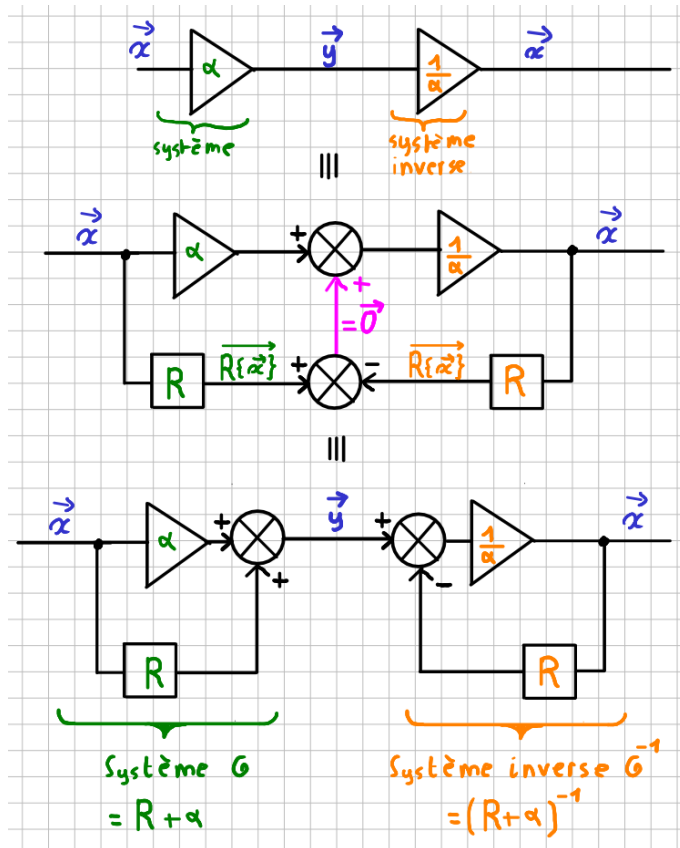 x⃗ α y⃗ 1/α x⃗
système système
inverse
≡
x⃗ α + 1/α x⃗
+
= 0⃗
R R{x⃗} + − R{x⃗} R
≡
x⃗ α + y⃗ + 1/α x⃗
+ −
R R
Système G Système inverse G⁻¹
= R + α = (R+α)⁻¹